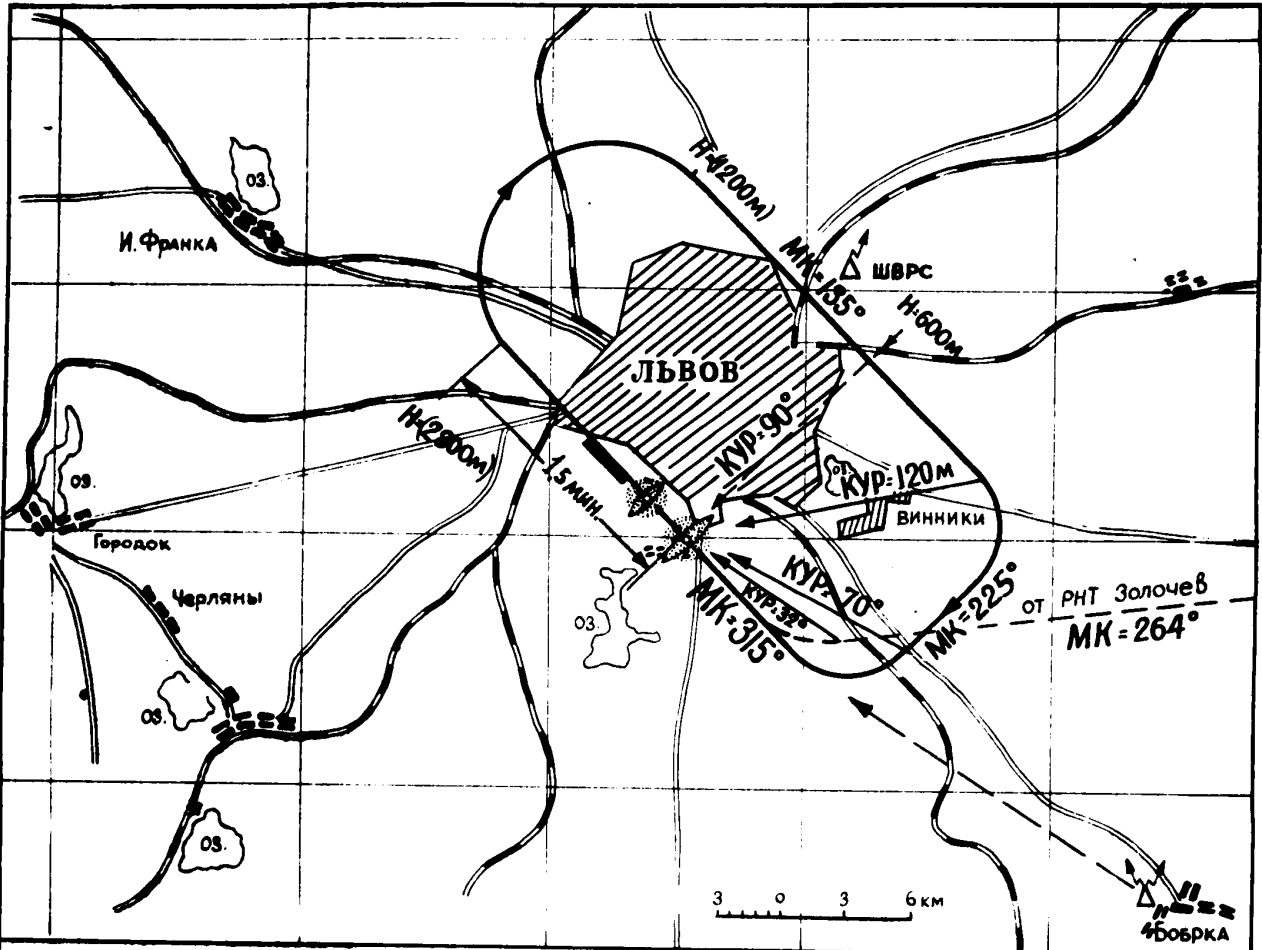 Н=(1200м)
МК=135°
ШВРС
Н=600м
оз.
И. ФРАНКА
ЛЬВОВ
КУР=90°
Н=(2900м)
1,5 мин.
оз.
Городок
от
КУР=120м
ВИННИКИ
Черляны
КУР=70°
КУР=32°
МК=315°
МК=225°
от РНТ Золочев
МК=264°
оз.
оз.
оз.
3 0 3 6 км
БОБРКА